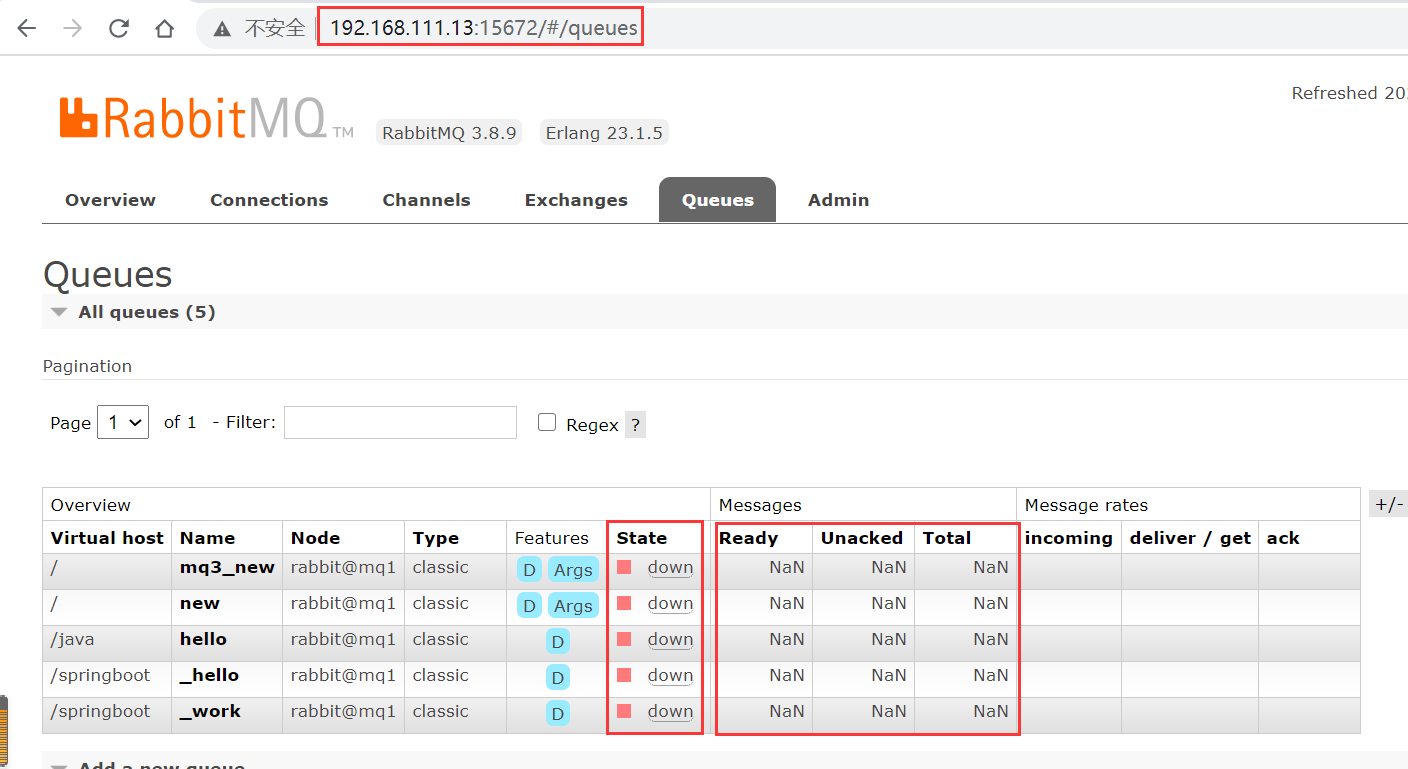 不安全 192.168.111.13:15672/#/queues
Refreshed 20
RabbitMQ TM RabbitMQ 3.8.9 Erlang 23.1.5
Overview Connections Channels Exchanges Queues Admin
Queues
All queues (5)
Pagination
Page 1 of 1 - Filter: Regex ?
Overview Messages Message rates +/-
Virtual host Name Node Type Features State Ready Unacked Total incoming deliver / get ack
/ mq3_new rabbit@mq1 classic D Args down NaN NaN NaN
/ new rabbit@mq1 classic D Args down NaN NaN NaN
/java hello rabbit@mq1 classic D down NaN NaN NaN
/springboot _hello rabbit@mq1 classic D down NaN NaN NaN
/springboot _work rabbit@mq1 classic D down NaN NaN NaN
Add a new queue